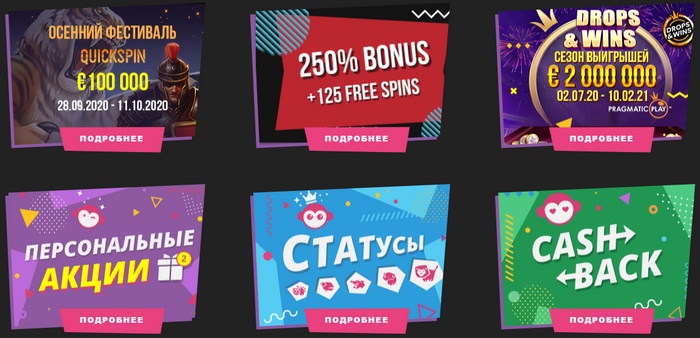 ОСЕННИЙ ФЕСТИВАЛЬ
QUICKSPIN
€100 000
28.09.2020 - 11.10.2020
ПОДРОБНЕЕ
250% BONUS
+125 FREE SPINS
ПОДРОБНЕЕ
DROPS
& WINS
DROPS
& WINS
СЕЗОН ВЫИГРЫШЕЙ
€ 2 000 000
02.07.20 - 10.02.21
PRAGMATIC PLAY
ПОДРОБНЕЕ
ПЕРСОНАЛЬНЫЕ
АКЦИИ
2
ПОДРОБНЕЕ
СТАТУСЫ
ПОДРОБНЕЕ
CASH
BACK
ПОДРОБНЕЕ